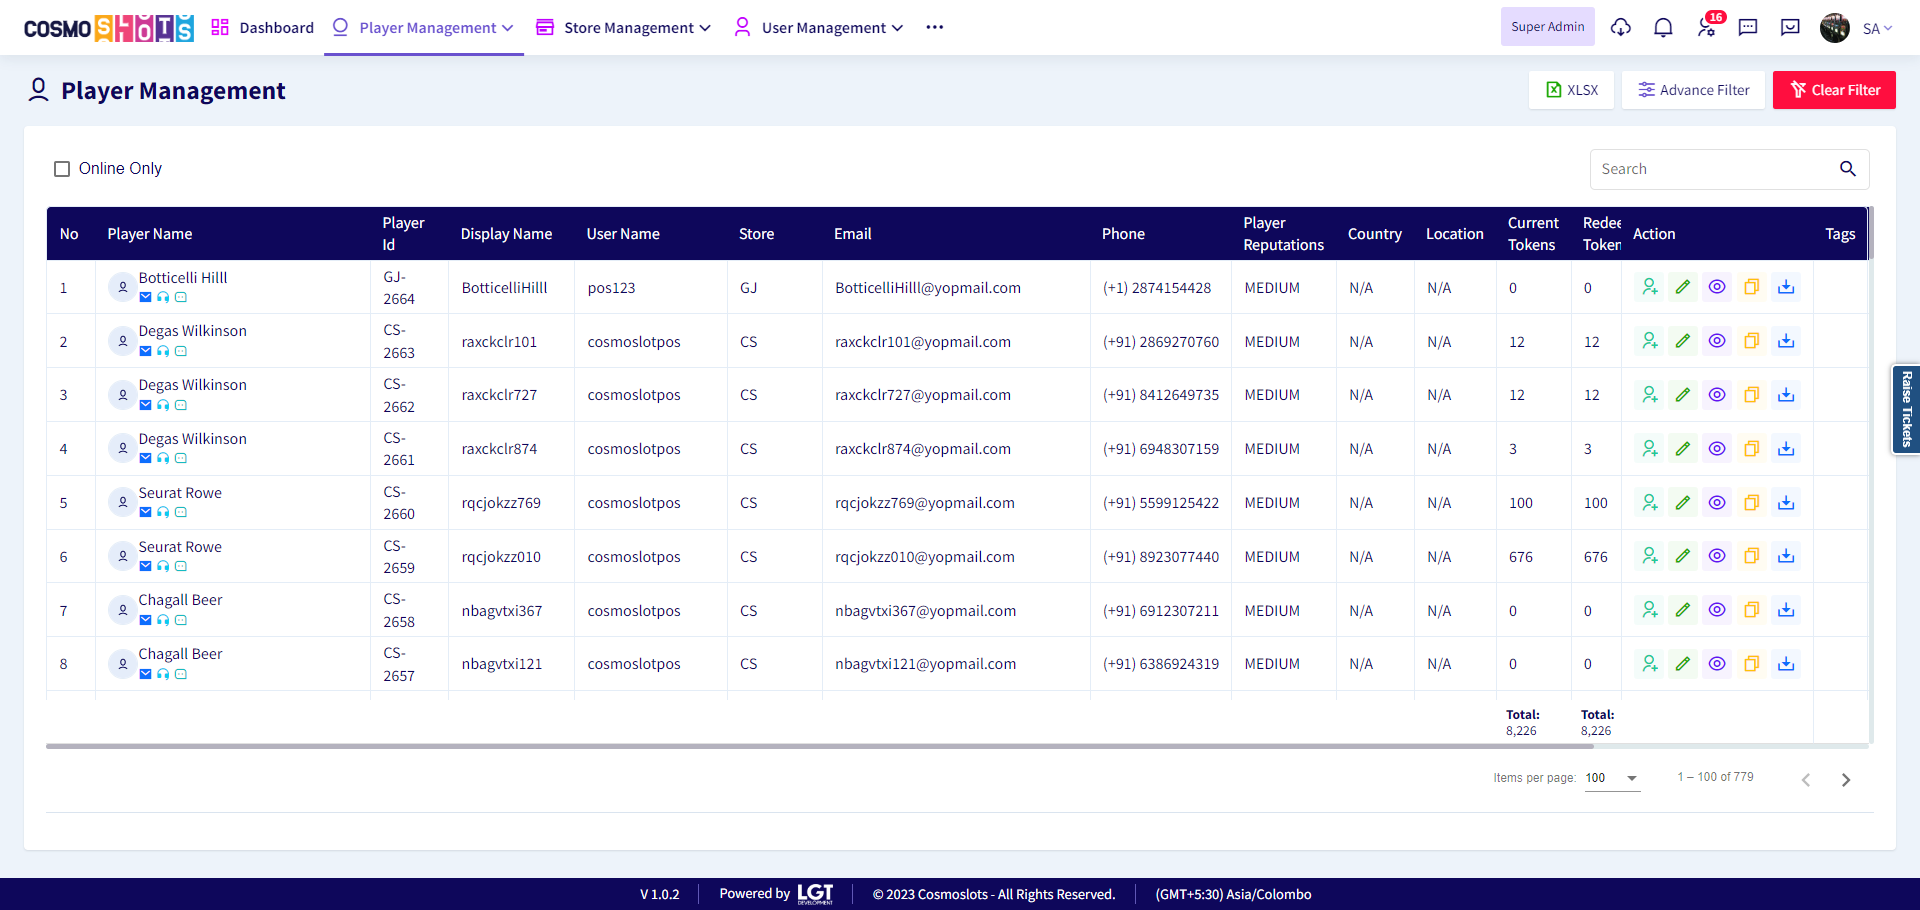 COSMO SLOTS Dashboard Player Management Store Management User Management ••• Super Admin 16 SA
Player Management XLSX Advance Filter Clear Filter
Online Only Search
No Player Name Player Id Display Name User Name Store Email Phone Player Reputations Country Location Current Tokens Redee Token Action Tags
1 Botticelli Hilll GJ-2664 BotticelliHilll pos123 GJ BotticelliHilll@yopmail.com (+1) 2874154428 MEDIUM N/A N/A 0 0
2 Degas Wilkinson CS-2663 raxckclr101 cosmoslotpos CS raxckclr101@yopmail.com (+91) 2869270760 MEDIUM N/A N/A 12 12
3 Degas Wilkinson CS-2662 raxckclr727 cosmoslotpos CS raxckclr727@yopmail.com (+91) 8412649735 MEDIUM N/A N/A 12 12
4 Degas Wilkinson CS-2661 raxckclr874 cosmoslotpos CS raxckclr874@yopmail.com (+91) 6948307159 MEDIUM N/A N/A 3 3
5 Seurat Rowe CS-2660 rqcjokzz769 cosmoslotpos CS rqcjokzz769@yopmail.com (+91) 5599125422 MEDIUM N/A N/A 100 100
6 Seurat Rowe CS-2659 rqcjokzz010 cosmoslotpos CS rqcjokzz010@yopmail.com (+91) 8923077440 MEDIUM N/A N/A 676 676
7 Chagall Beer CS-2658 nbagvtxi367 cosmoslotpos CS nbagvtxi367@yopmail.com (+91) 6912307211 MEDIUM N/A N/A 0 0
8 Chagall Beer CS-2657 nbagvtxi121 cosmoslotpos CS nbagvtxi121@yopmail.com (+91) 6386924319 MEDIUM N/A N/A 0 0
Total: Total:
8,226 8,226
Items per page: 100 1 – 100 of 779
Raise Tickets
V 1.0.2 Powered by LGT DEVELOPMENT © 2023 Cosmoslots - All Rights Reserved. (GMT+5:30) Asia/Colombo